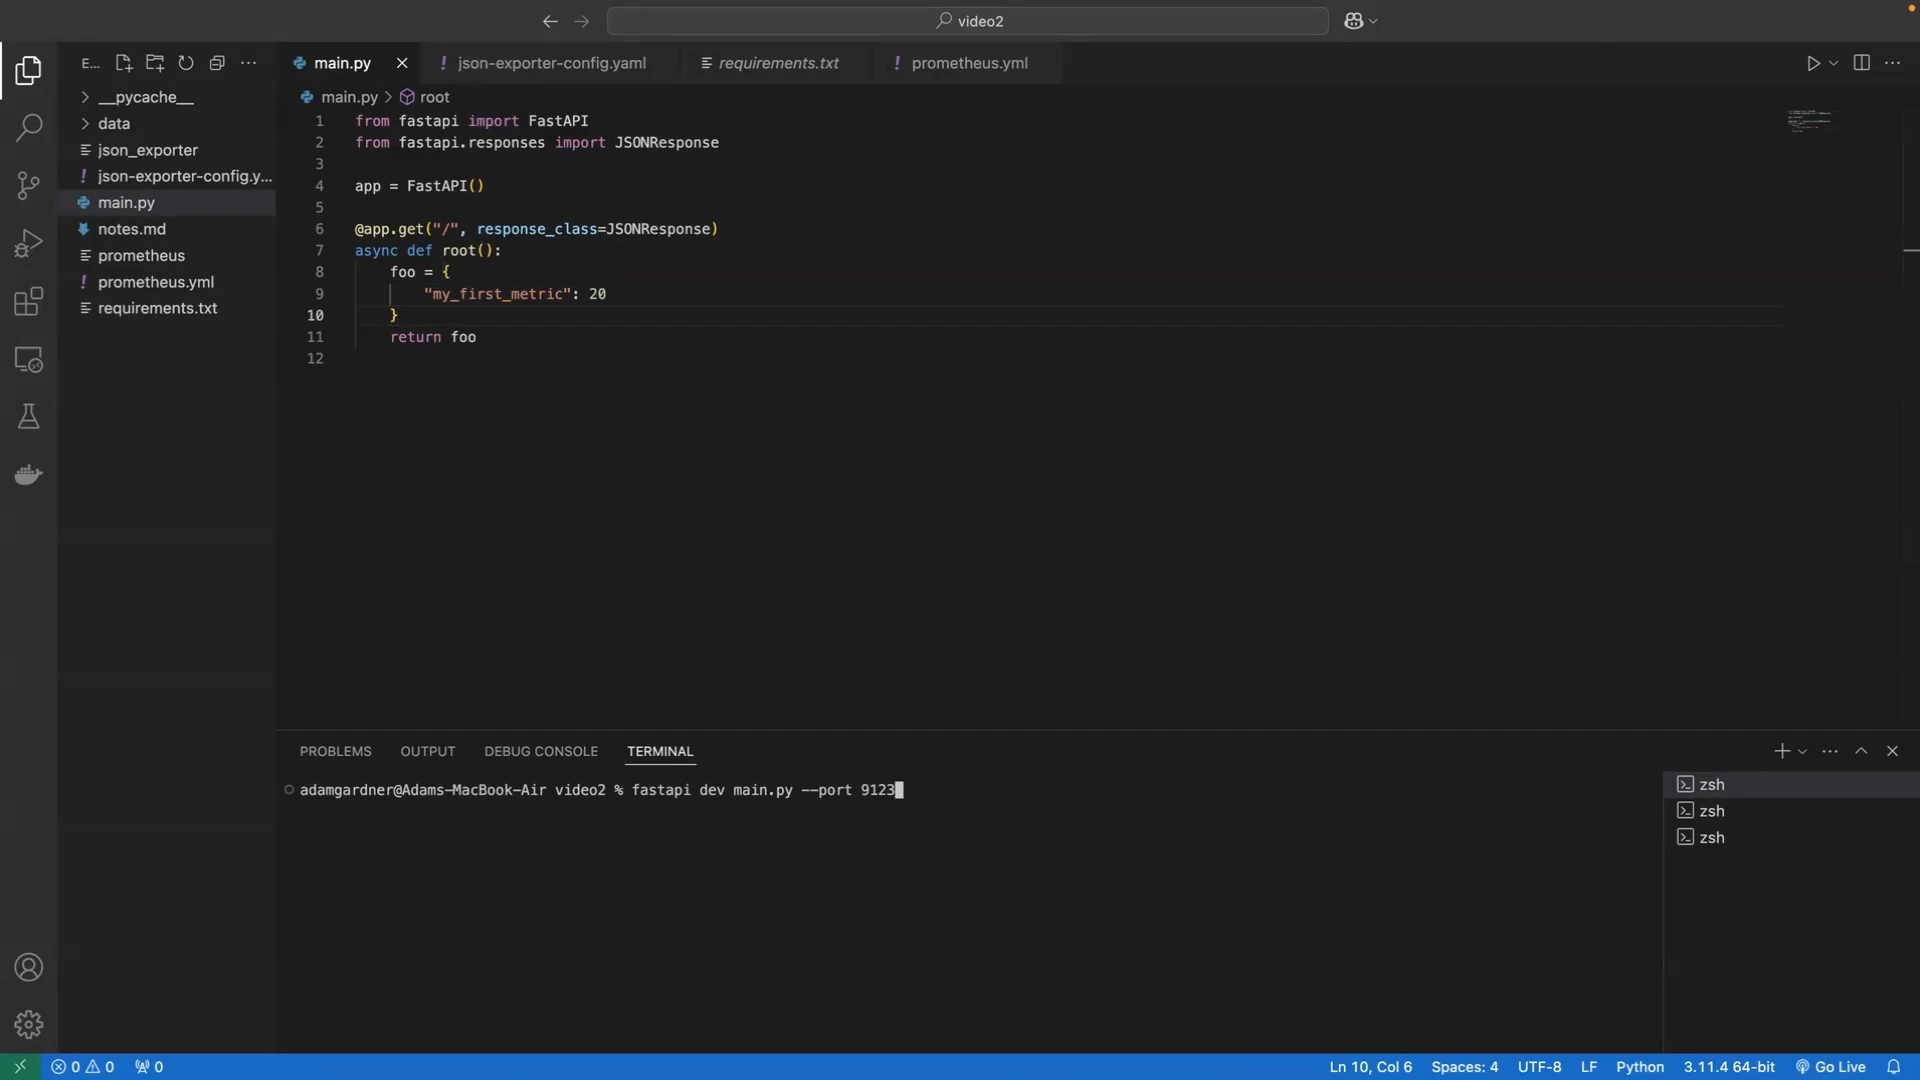 video2
E...
main.py
json-exporter-config.yaml
requirements.txt
prometheus.yml
__pycache__
data
json_exporter
json-exporter-config.y...
main.py
notes.md
prometheus
prometheus.yml
requirements.txt
main.py > root
1 from fastapi import FastAPI
2 from fastapi.responses import JSONResponse
3
4 app = FastAPI()
5
6 @app.get("/", response_class=JSONResponse)
7 async def root():
8 foo = {
9 "my_first_metric": 20
10 }
11 return foo
12
PROBLEMS OUTPUT DEBUG CONSOLE TERMINAL
adamgardner@Adams-MacBook-Air video2 % fastapi dev main.py --port 9123
zsh
zsh
zsh
0 0 0 Ln 10, Col 6 Spaces: 4 UTF-8 LF Python 3.11.4 64-bit Go Live